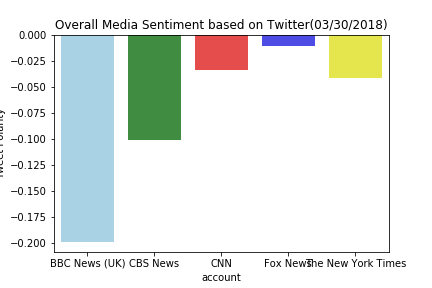 Overall Media Sentiment based on Twitter(03/30/2018)
0.000
−0.025
−0.050
−0.075
−0.100
−0.125
−0.150
−0.175
−0.200
Tweet Polarity
BBC News (UK) CBS News CNN Fox News The New York Times
account